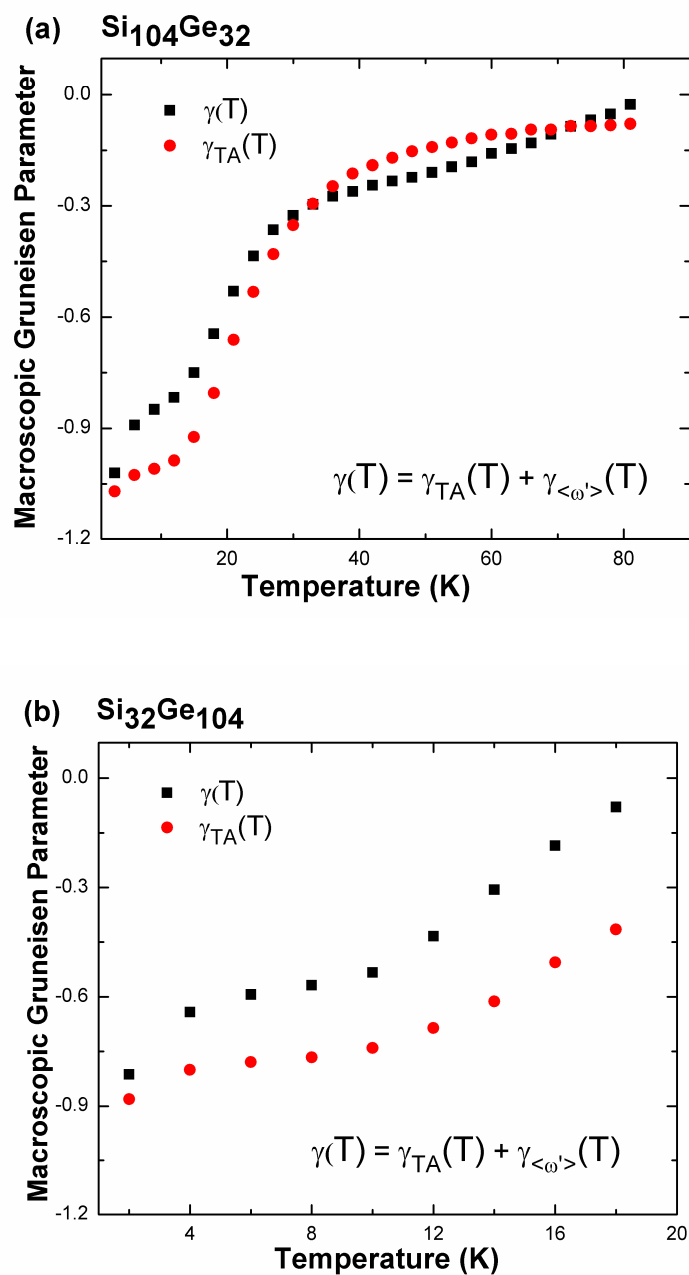 (a) Si104Ge32
0.0
-0.3
-0.6
-0.9
-1.2
Macroscopic Gruneisen Parameter
γ(T)
γTA(T)
γ(T) = γTA(T) + γ<ω'>(T)
20 40 60 80
Temperature (K)
(b) Si32Ge104
0.0
-0.3
-0.6
-0.9
-1.2
Macroscopic Gruneisen Parameter
γ(T)
γTA(T)
γ(T) = γTA(T) + γ<ω'>(T)
4 8 12 16 20
Temperature (K)